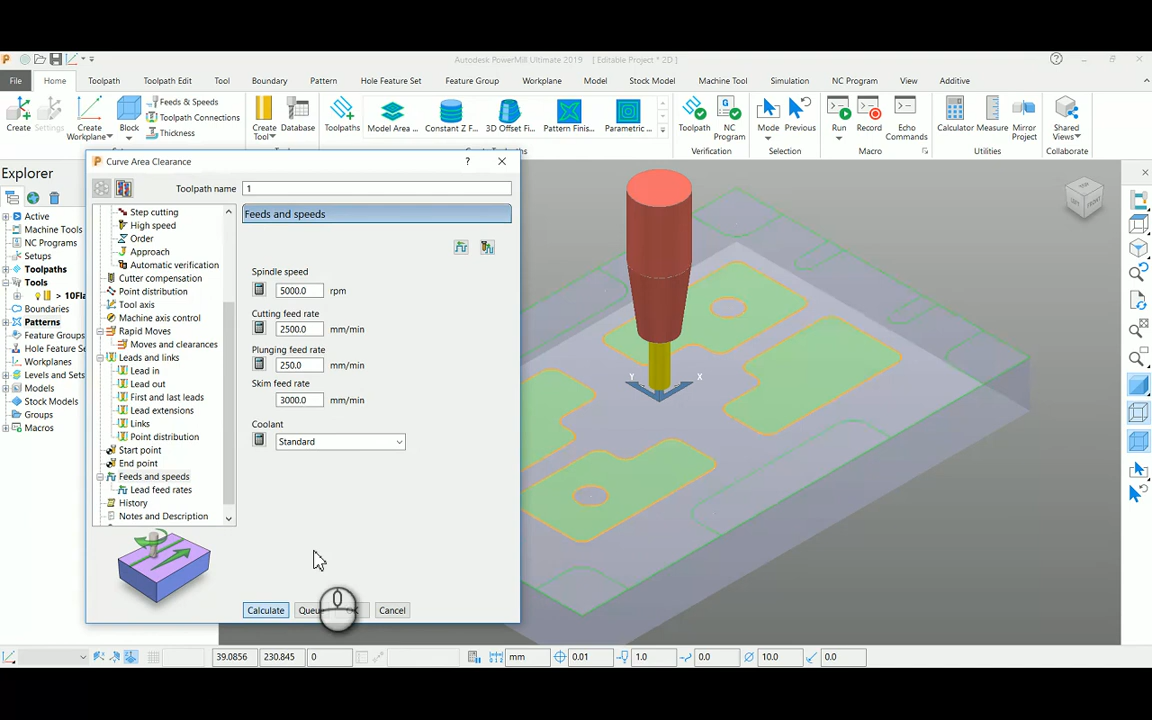 Autodesk PowerMill Ultimate 2019 [ Editable Project * 2D ]
File Home Toolpath Toolpath Edit Tool Boundary Pattern Hole Feature Set Feature Group Workplane Model Stock Model Machine Tool Simulation NC Program View Additive
Feeds & Speeds
Toolpath Connections
Thickness
Create Settings Create Workplane Block Create Tool Database Toolpaths Model Area ... Constant Z F... 3D Offset Fi... Pattern Finis... Parametric ... Toolpath NC Program Mode Previous Run Record Echo Commands Calculator Measure Mirror Project Shared Views
Verification Selection Macro Utilities Collaborate
Explorer
Active
Machine Tools
NC Programs
Setups
Toolpaths
Tools
> 10Fla
Boundaries
Patterns
Feature Group
Hole Feature Se
Workplanes
Levels and Sets
Models
Stock Models
Groups
Macros
Curve Area Clearance
?
Toolpath name 1
Step cutting
High speed
Order
Approach
Automatic verification
Cutter compensation
Point distribution
Tool axis
Machine axis control
Rapid Moves
Moves and clearances
Leads and links
Lead in
Lead out
First and last leads
Lead extensions
Links
Point distribution
Start point
End point
Feeds and speeds
Lead feed rates
History
Notes and Description
Feeds and speeds
Spindle speed
5000.0 rpm
Cutting feed rate
2500.0 mm/min
Plunging feed rate
250.0 mm/min
Skim feed rate
3000.0 mm/min
Coolant
Standard
Calculate Queu Cancel
Y X
39.0856 230.845 0 mm 0.01 1.0 0.0 10.0 0.0